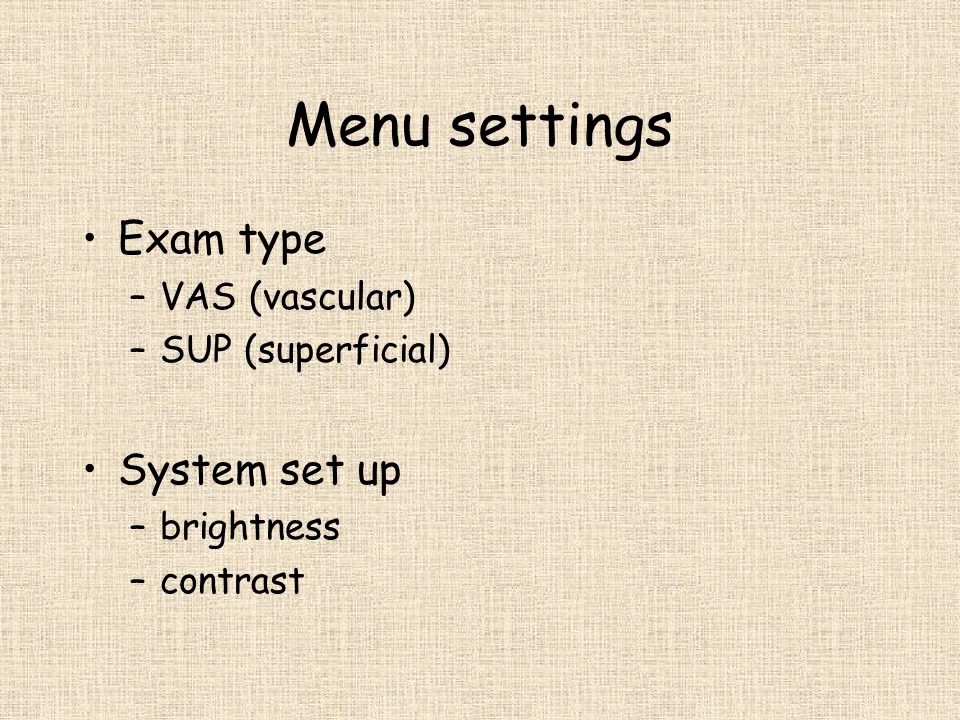 Menu settings
• Exam type
– VAS (vascular)
– SUP (superficial)
• System set up
– brightness
– contrast